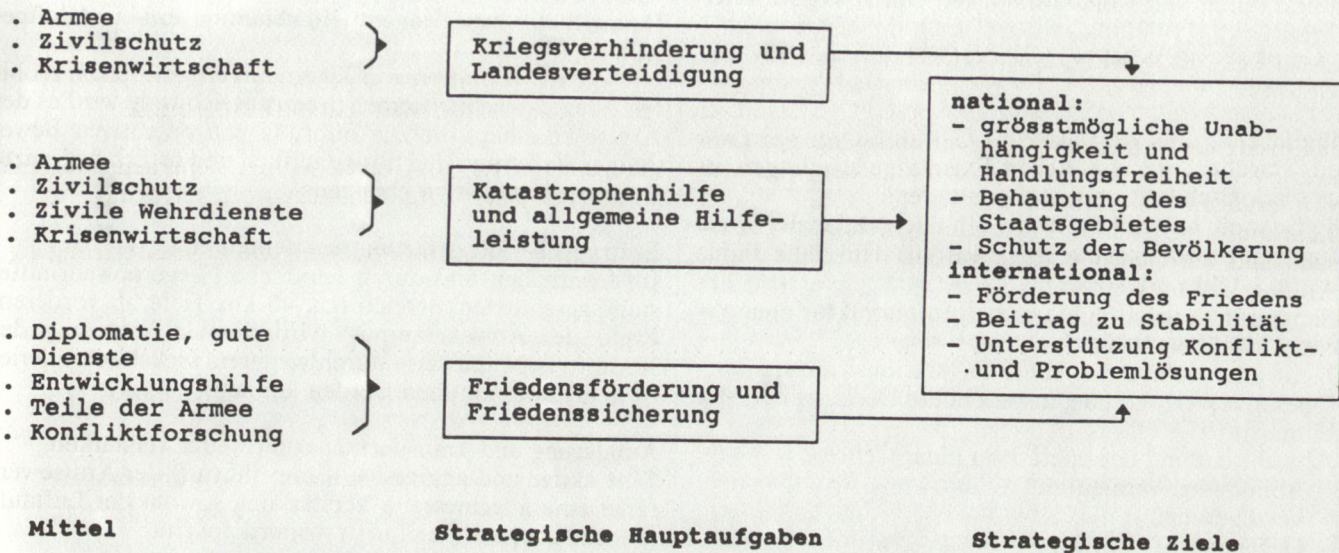 . Armee
. Zivilschutz
. Krisenwirtschaft
Kriegsverhinderung und
Landesverteidigung
. Armee
. Zivilschutz
. Zivile Wehrdienste
. Krisenwirtschaft
Katastrophenhilfe
und allgemeine Hilfe-
leistung
. Diplomatie, gute
Dienste
. Entwicklungshilfe
. Teile der Armee
. Konfliktforschung
Friedensförderung und
Friedenssicherung
national:
- grösstmögliche Unab-
hängigkeit und
Handlungsfreiheit
- Behauptung des
Staatsgebietes
- Schutz der Bevölkerung
international:
- Förderung des Friedens
- Beitrag zu Stabilität
- Unterstützung Konflikt-
und Problemlösungen
Mittel
Strategische Hauptaufgaben
Strategische Ziele